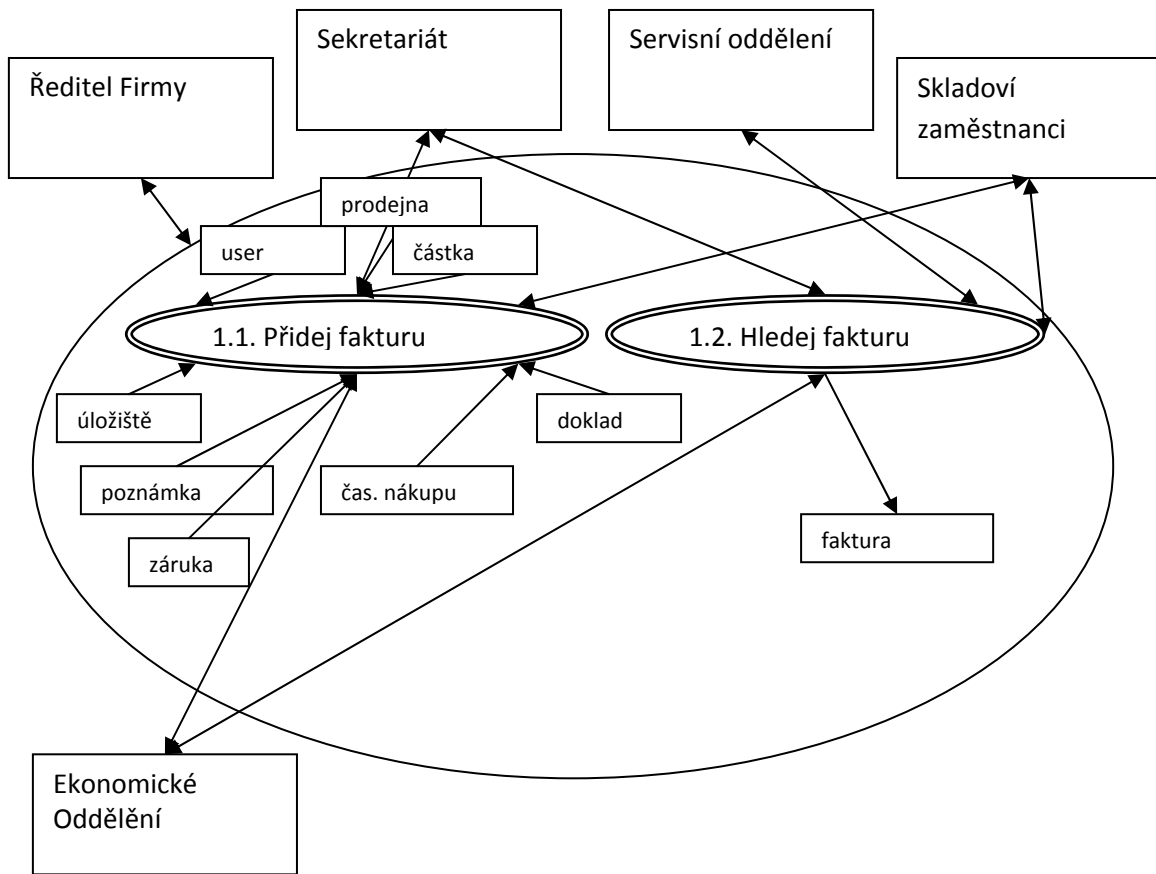 Sekretariát
Servisní oddělení
Ředitel Firmy
Skladoví
zaměstnanci
prodejna
user
částka
1.1. Přidej fakturu
1.2. Hledej fakturu
úložiště
doklad
poznámka
čas. nákupu
záruka
faktura
Ekonomické
Oddělění